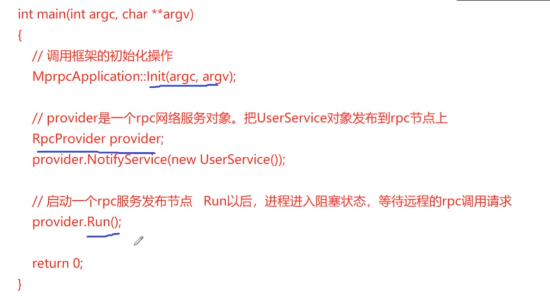 int main(int argc, char **argv)
{
// 调用框架的初始化操作
MprpcApplication::Init(argc, argv);
// provider是一个rpc网络服务对象。把UserService对象发布到rpc节点上
RpcProvider provider;
provider.NotifyService(new UserService());
// 启动一个rpc服务发布节点 Run以后，进程进入阻塞状态，等待远程的rpc调用请求
provider.Run();
return 0;
}